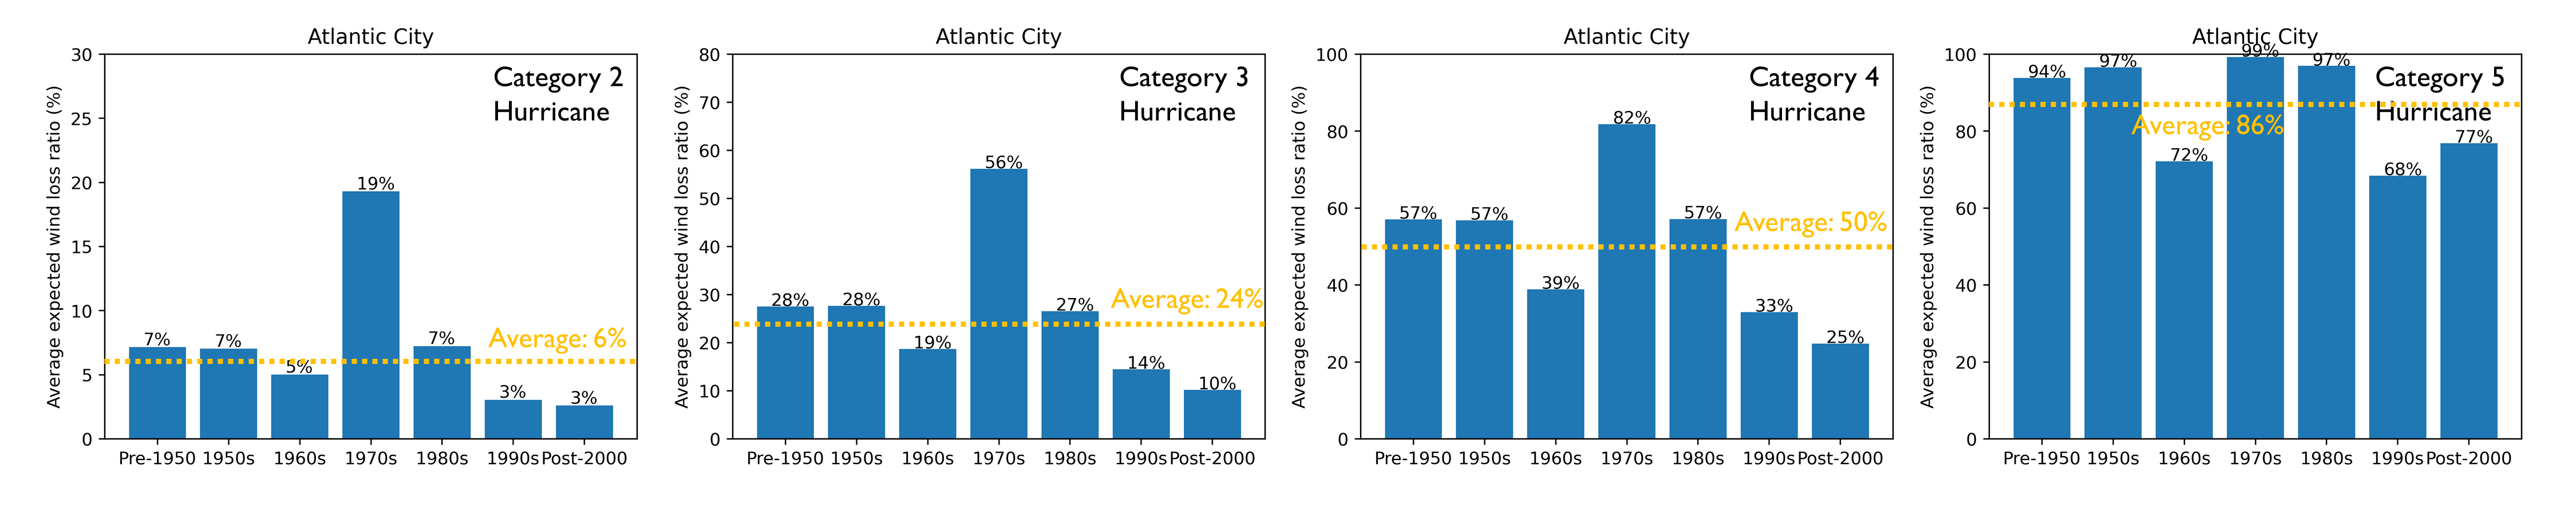 Atlantic City
Category 2
Hurricane
Average expected wind loss ratio (%)
30
25
20
15
10
5
0
7%
7%
5%
19%
7%
3%
3%
Average: 6%
Pre-1950 1950s 1960s 1970s 1980s 1990s Post-2000
Atlantic City
Category 3
Hurricane
Average expected wind loss ratio (%)
80
70
60
50
40
30
20
10
0
28%
28%
19%
56%
27%
14%
10%
Average: 24%
Pre-1950 1950s 1960s 1970s 1980s 1990s Post-2000
Atlantic City
Category 4
Hurricane
Average expected wind loss ratio (%)
100
80
60
40
20
0
57%
57%
39%
82%
57%
33%
25%
Average: 50%
Pre-1950 1950s 1960s 1970s 1980s 1990s Post-2000
Atlantic City
Category 5
Hurricane
Average expected wind loss ratio (%)
100
80
60
40
20
0
94%
97%
72%
99%
97%
68%
77%
Average: 86%
Pre-1950 1950s 1960s 1970s 1980s 1990s Post-2000